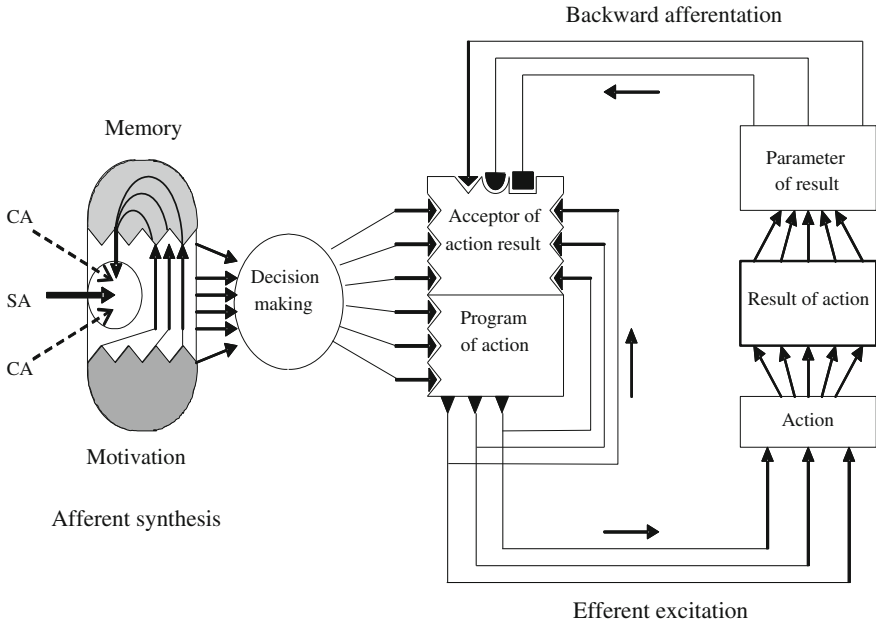 Backward afferentation
Memory
CA
SA
CA
Motivation
Afferent synthesis
Decision
making
Acceptor of
action result
Program
of action
Parameter
of result
Result of action
Action
Efferent excitation